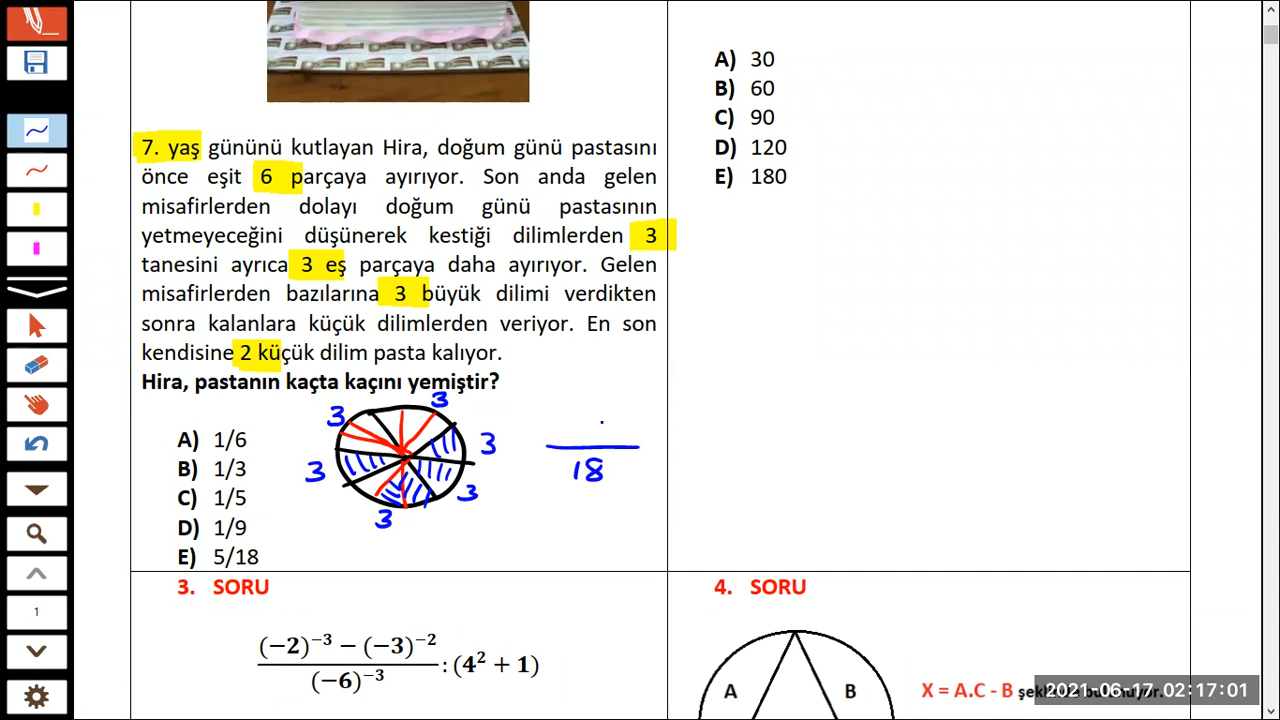 7. yaş gününü kutlayan Hira, doğum günü pastasını
önce eşit 6 parçaya ayırıyor. Son anda gelen
misafirlerden dolayı doğum günü pastasının
yetmeyeceğini düşünerek kestiği dilimlerden 3
tanesini ayrıca 3 eş parçaya daha ayırıyor. Gelen
misafirlerden bazılarına 3 büyük dilimi verdikten
sonra kalanlara küçük dilimlerden veriyor. En son
kendisine 2 küçük dilim pasta kalıyor.
Hira, pastanın kaçta kaçını yemiştir?
A) 1/6
B) 1/3
C) 1/5
D) 1/9
E) 5/18
3
3
3
3
3
3
18
A) 30
B) 60
C) 90
D) 120
E) 180
3. SORU
(−2)⁻³ − (−3)⁻²
(−6)⁻³
: (4² + 1)
4. SORU
A
B
X = A.C - B
2021-06-17 02:17:01
1